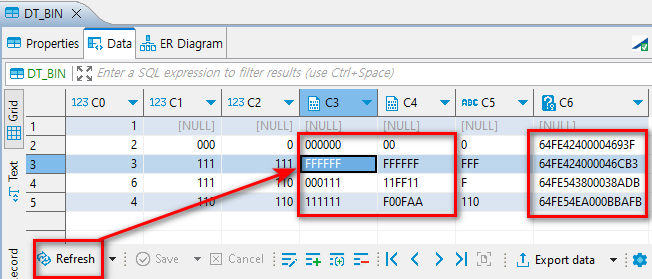 DT_BIN
Properties Data ER Diagram
DT_BIN Enter a SQL expression to filter results (use Ctrl+Space)
Grid
Text
Record
123 C0 123 C1 123 C2 C3 C4 ABC C5 C6
1 1 [NULL] [NULL] [NULL] [NULL] [NULL] [NULL]
2 2 000 0 000000 00 0 64FE42400004693F
3 3 111 111 FFFFFF FFFFFF FFF 64FE424000046CB3
4 6 111 110 000111 11FF11 F 64FE543800038ADB
5 4 110 110 111111 F00FAA 110 64FE54EA000BBAFB
Refresh Save Cancel Export data